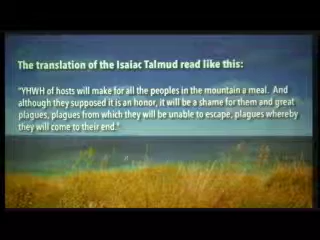 The translation of the Isaiac Talmud read like this:
"YHWH of hosts will make for all the peoples in the mountain a meal. And
although they supposed it is an honor, it will be a shame for them and great
plagues, plagues from which they will be unable to escape, plagues whereby
they will come to their end."